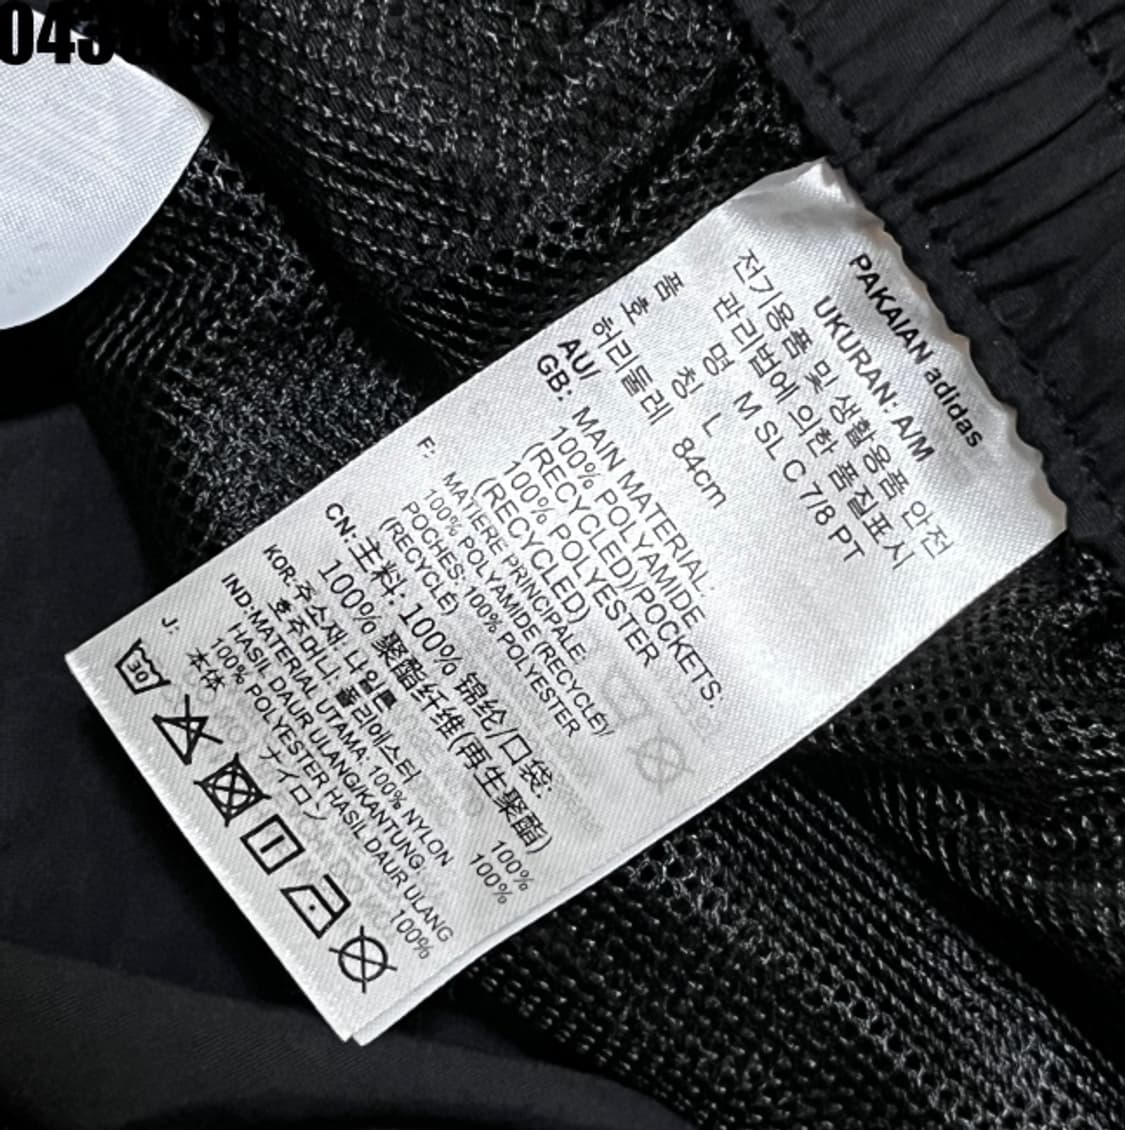 PAKAIAN adidas
UKURAN: A/M
전기용품 및 생활용품 안전
관리법에 의한 품질표시
품 명 M SL C 7/8 PT
호 칭 L
허리둘레 84cm
AU/
GB: MAIN MATERIAL:
100% POLYAMIDE
(RECYCLED)/POCKETS:
100% POLYESTER
(RECYCLED)
F: MATIERE PRINCIPALE:
100% POLYAMIDE (RECYCLÉ)/
POCHES: 100% POLYESTER
(RECYCLÉ)
CN: 主料: 100% 锦纶/口袋:
100% 聚酯纤维(再生聚酯)
KOR: 주소재: 나일론 100%
호주머니: 폴리에스터 100%
IND: MATERIAL UTAMA: 100% NYLON
HASIL DAUR ULANG/KANTUNG:
100% POLYESTER HASIL DAUR ULANG
J: 本体 ナイロン 100%
30